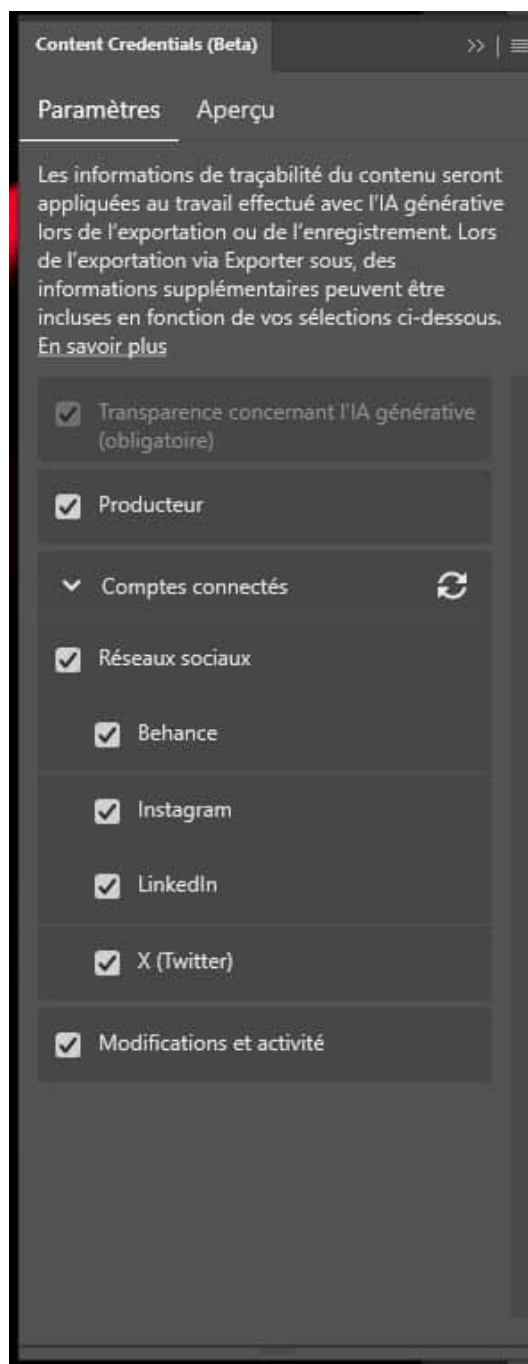 Content Credentials (Beta)
Paramètres Aperçu
Les informations de traçabilité du contenu seront
appliquées au travail effectué avec l'IA générative
lors de l'exportation ou de l'enregistrement. Lors
de l'exportation via Exporter sous, des
informations supplémentaires peuvent être
incluses en fonction de vos sélections ci-dessous.
En savoir plus
Transparence concernant l'IA générative
(obligatoire)
Producteur
Comptes connectés
Réseaux sociaux
Behance
Instagram
LinkedIn
X (Twitter)
Modifications et activité